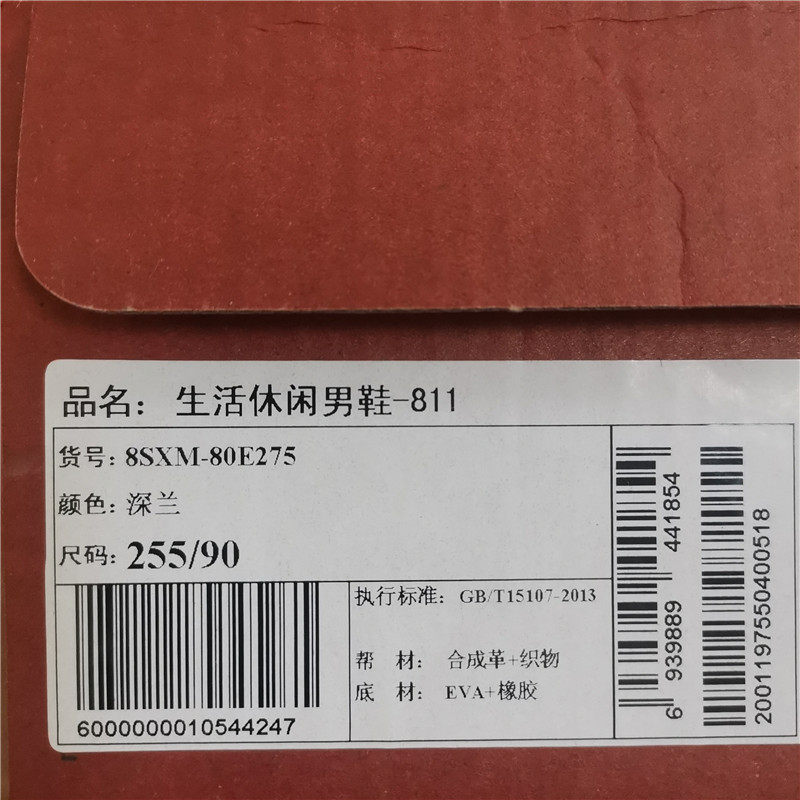 品名： 生活休闲男鞋-811
货号：8SXM-80E275
颜色：深兰
尺码：255/90
6000000010544247
执行标准： GB/T15107-2013
帮 材： 合成革+织物
底 材： EVA+橡胶
6 939889 441854
2001197550400518